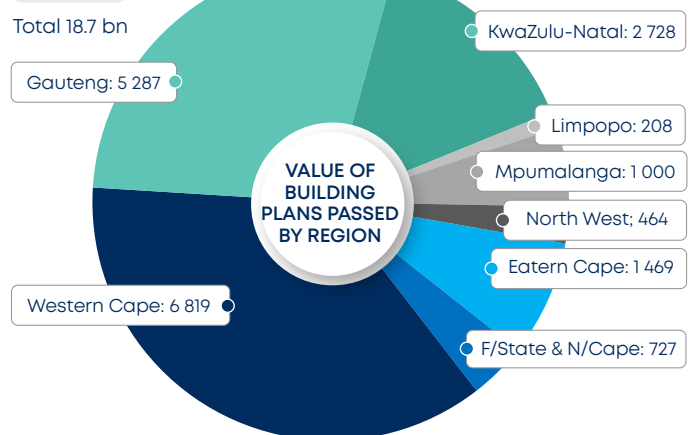 Total 18.7 bn
KwaZulu-Natal: 2 728
Gauteng: 5 287
Limpopo: 208
VALUE OF
BUILDING
PLANS PASSED
BY REGION
Mpumalanga: 1 000
North West; 464
Eatern Cape: 1 469
Western Cape: 6 819
F/State & N/Cape: 727